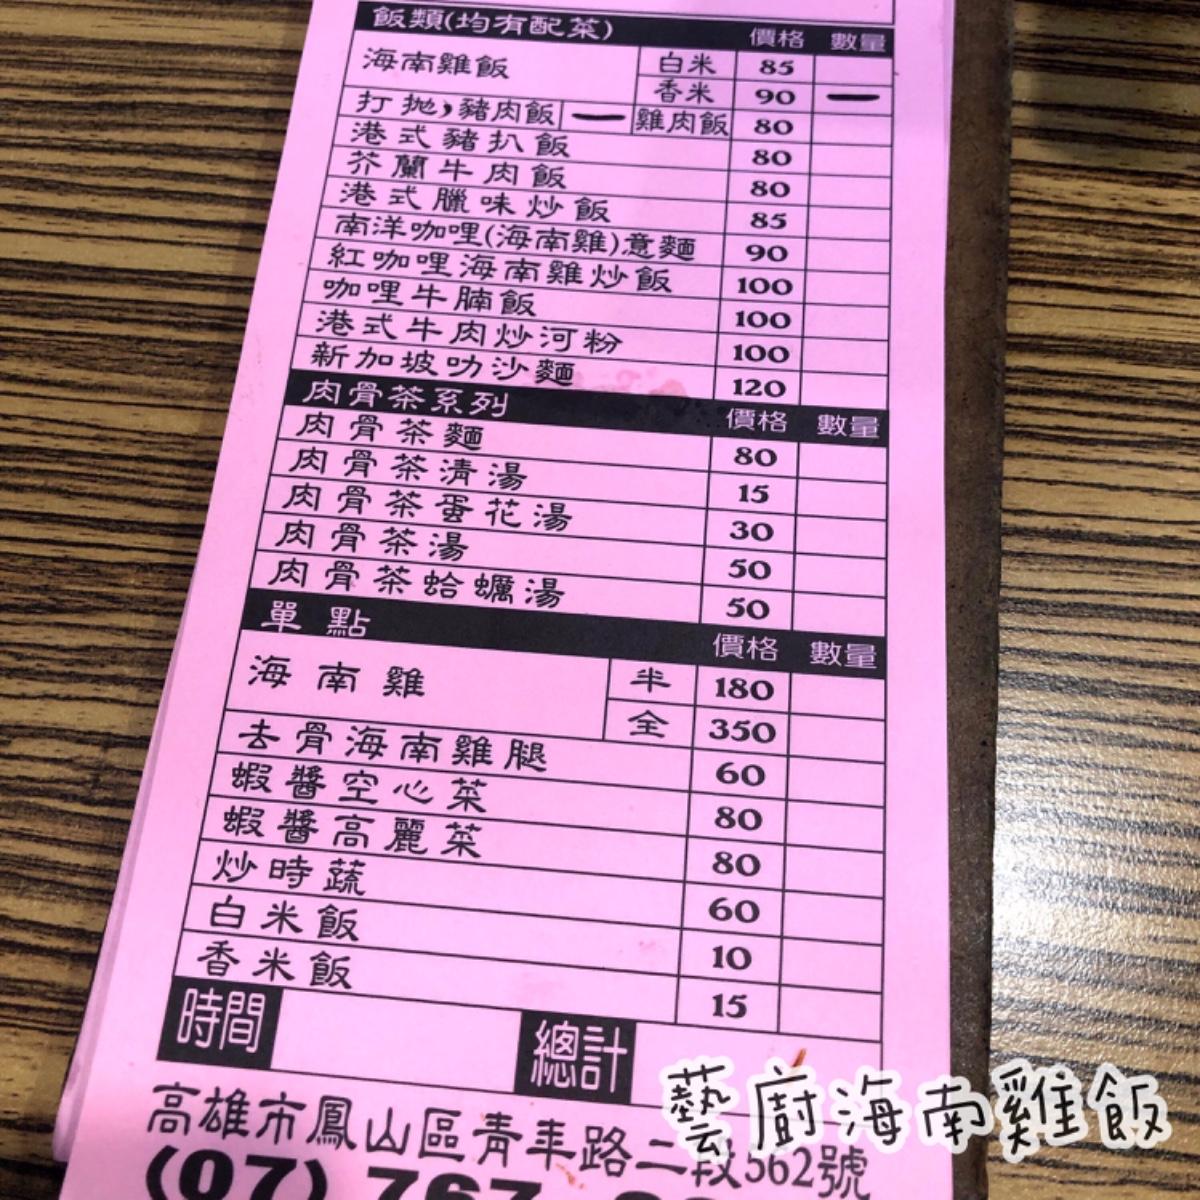 飯類(均有配菜) 價格 數量
海南雞飯 白米 85
香米 90 一
打拋，豬肉飯 一 雞肉飯 80
港式豬扒飯 80
芥蘭牛肉飯 80
港式臘味炒飯 85
南洋咖哩(海南雞)意麵 90
紅咖哩海南雞炒飯 100
咖哩牛腩飯 100
港式牛肉炒河粉 100
新加坡叻沙麵 120
肉骨茶系列 價格 數量
肉骨茶麵 80
肉骨茶清湯 15
肉骨茶蛋花湯 30
肉骨茶湯 50
肉骨茶蛤蠣湯 50
單點 價格 數量
海南雞 半 180
全 350
去骨海南雞腿 60
蝦醬空心菜 80
蝦醬高麗菜 80
炒時蔬 60
白米飯 10
香米飯 15
時間 總計
高雄市鳳山區青年路二段562號
(07) 767
藝廚海南雞飯